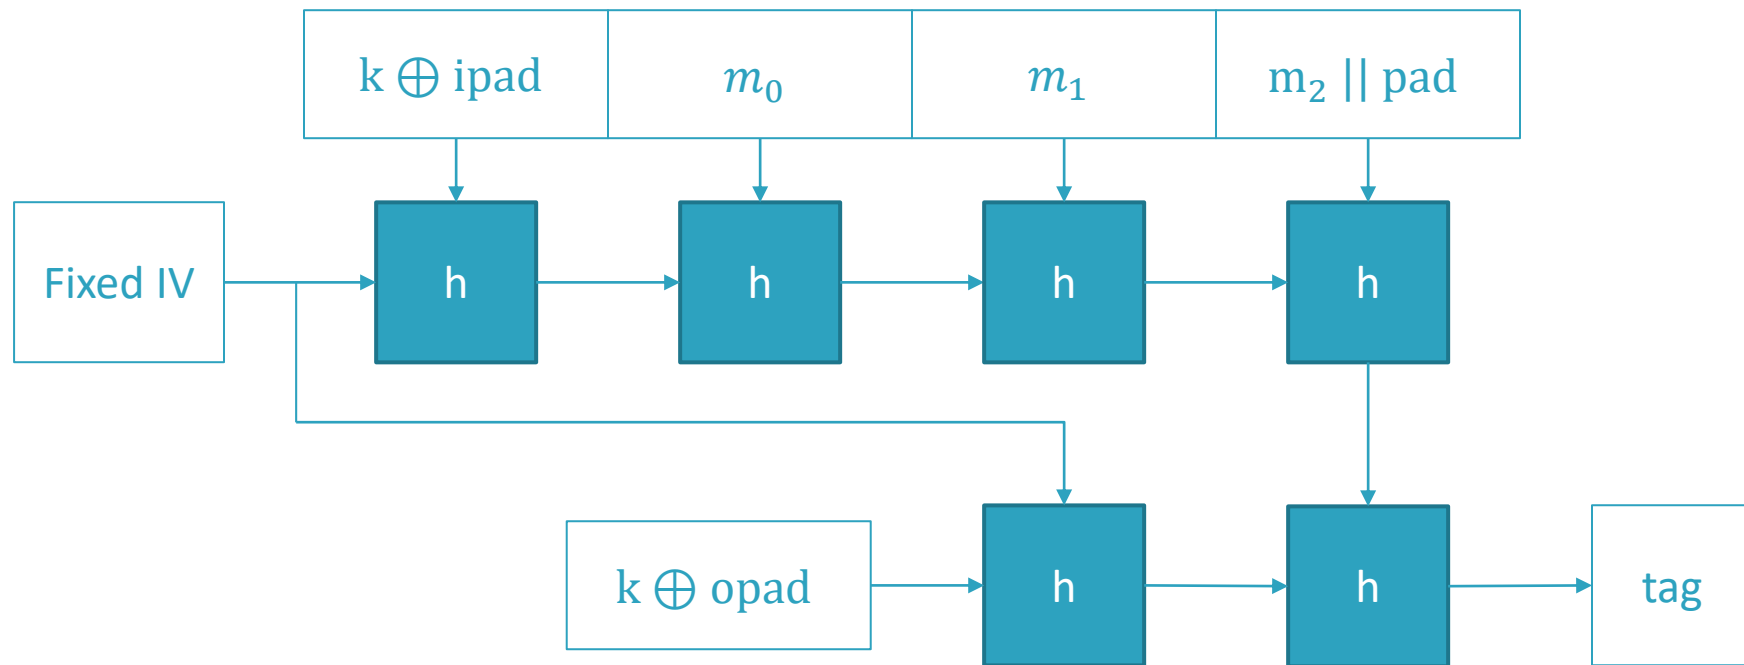 k ⊕ ipad
m₀
m₁
m₂ || pad
Fixed IV
h
h
h
h
k ⊕ opad
h
h
tag